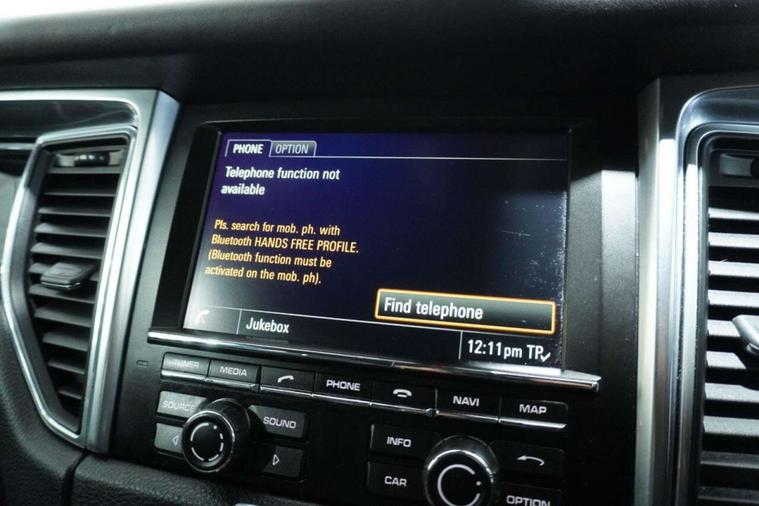 PHONE OPTION
Telephone function not
available
Pls. search for mob. ph. with
Bluetooth HANDS FREE PROFILE.
(Bluetooth function must be
activated on the mob. ph).
Find telephone
Jukebox
12:11pm TP
TUNER MEDIA PHONE NAVI MAP
SOURCE SOUND INFO
CAR OPTION